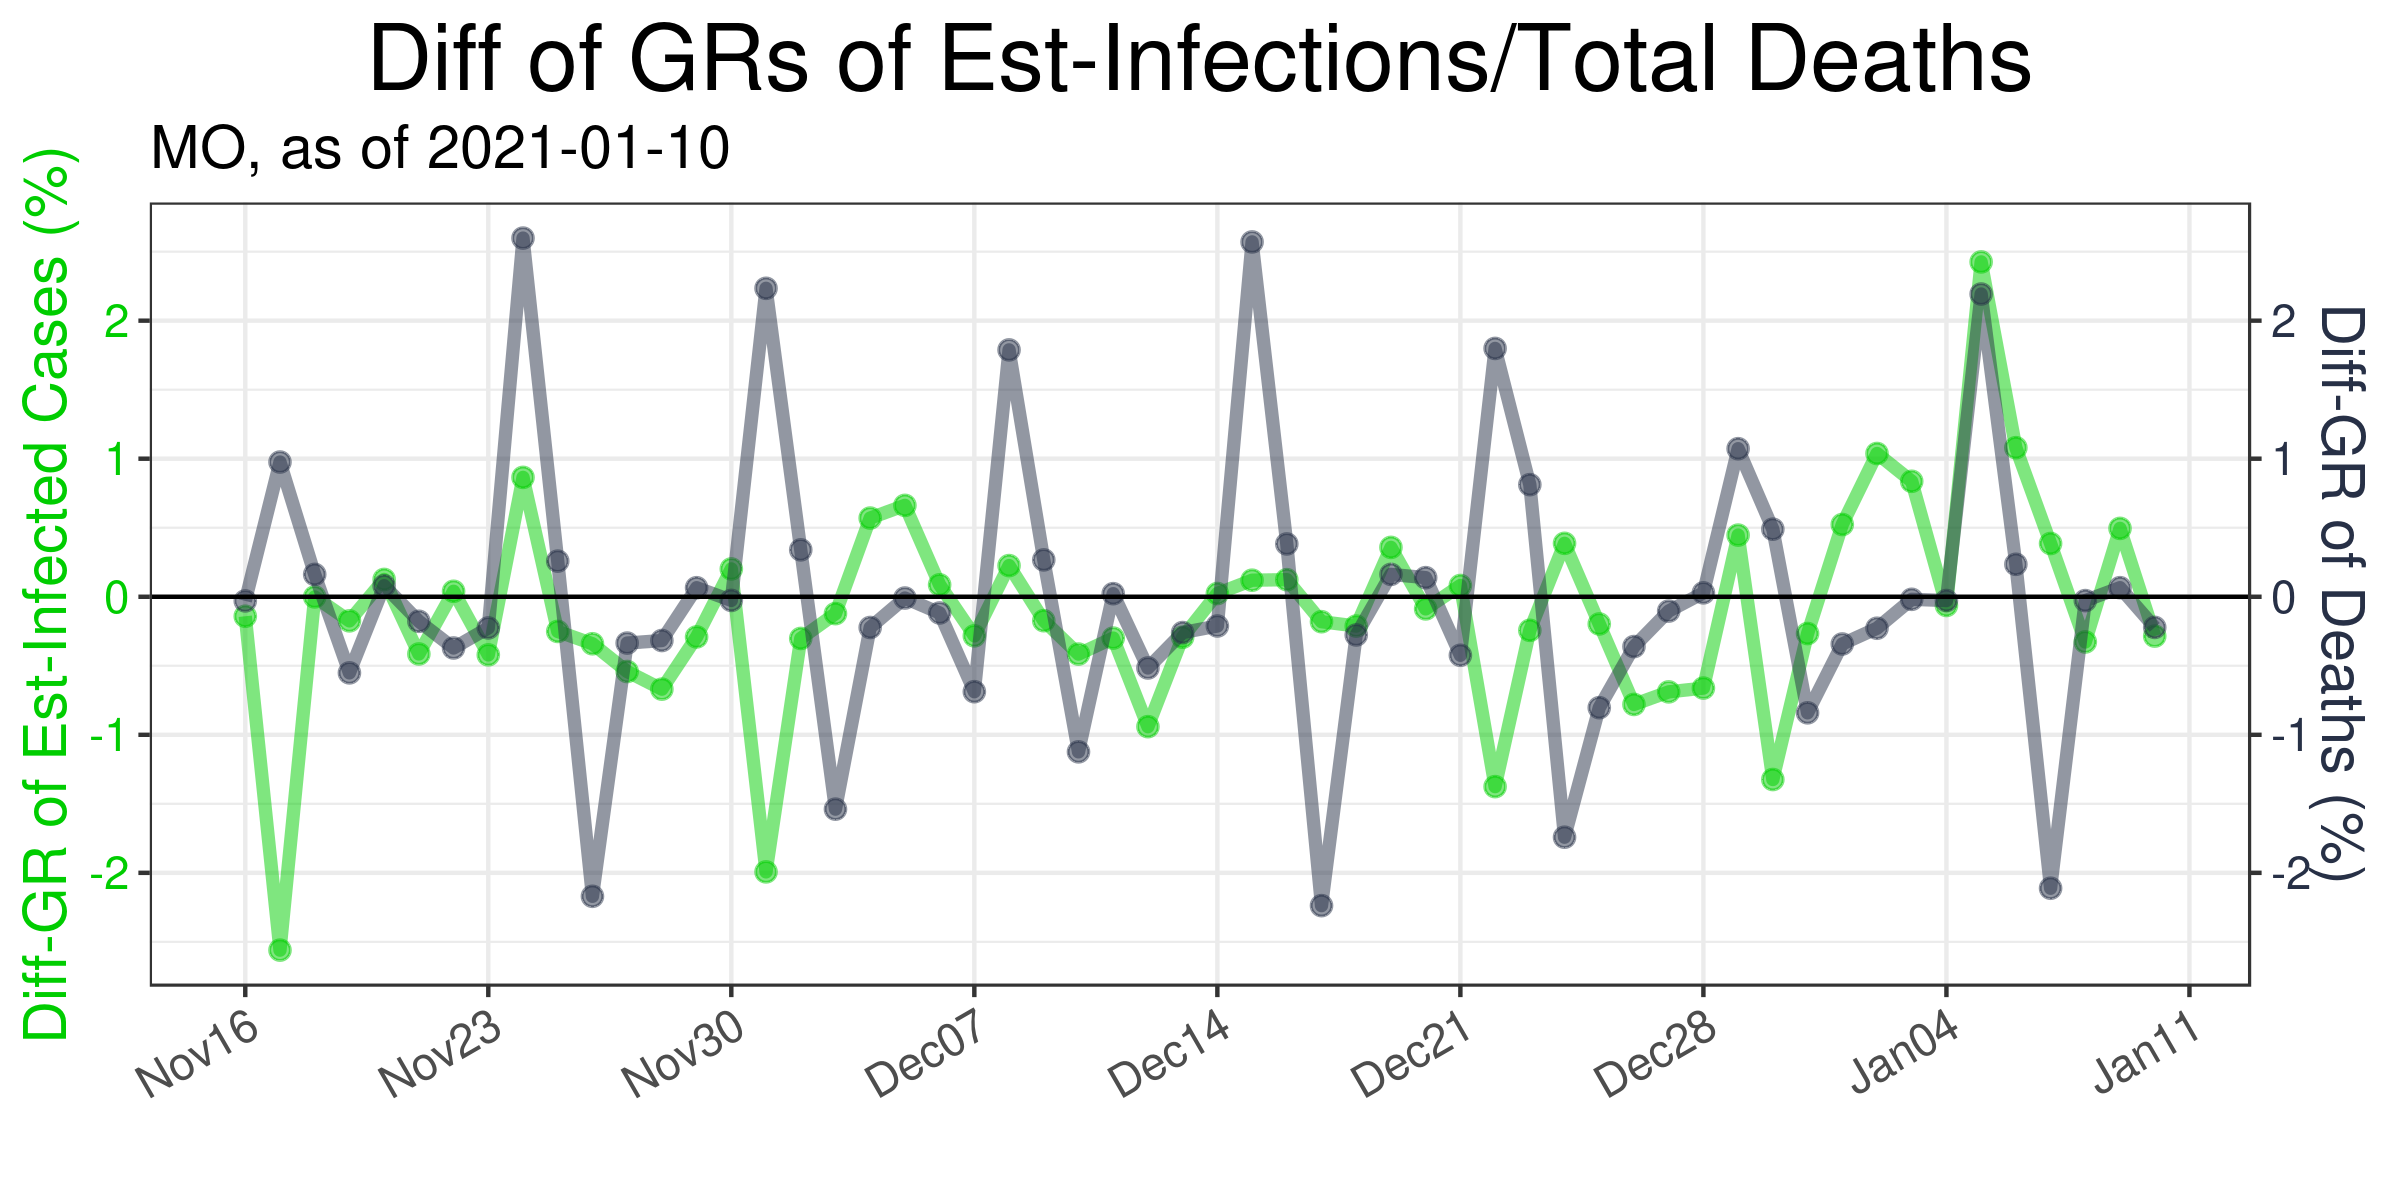 Diff of GRs of Est-Infections/Total Deaths
MO, as of 2021-01-10
Diff-GR of Est-Infected Cases (%)
2
1
0
-1
-2
2
1
0
-1
-2
Diff-GR of Deaths (%)
Nov16
Nov23
Nov30
Dec07
Dec14
Dec21
Dec28
Jan04
Jan11